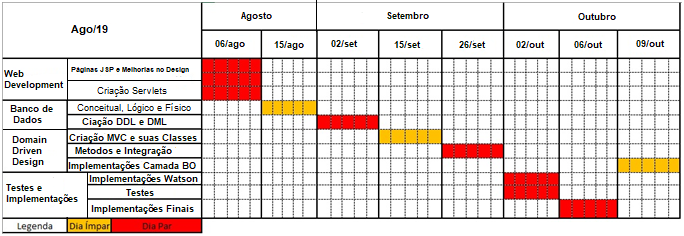 Ago/19
Agosto
Setembro
Outubro
06/ago
15/ago
02/set
15/set
26/set
02/out
06/out
09/out
Web
Development
Páginas JSP e Melhorias no Design
Criação Servlets
Banco de
Dados
Conceitual, Lógico e Físico
Ciação DDL e DML
Domain
Driven
Design
Criação MVC e suas Classes
Metodos e Integração
Implementações Camada BO
Testes e
Implementações
Implementações Watson
Testes
Implementações Finais
Legenda
Dia Ímpar
Dia Par